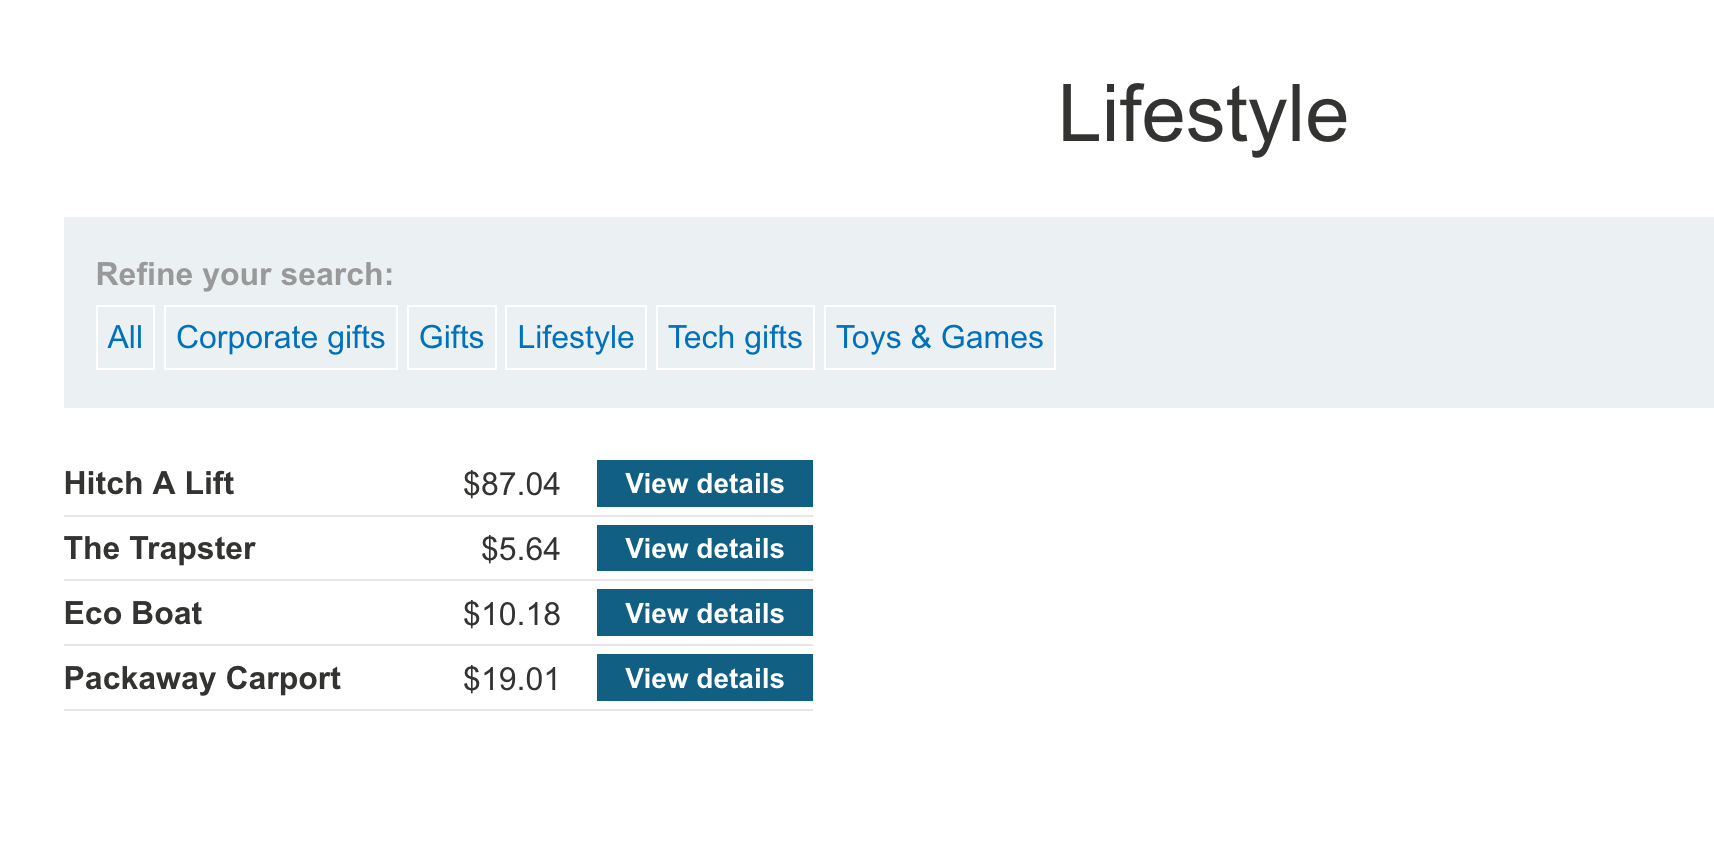 Lifestyle
Refine your search:
All Corporate gifts Gifts Lifestyle Tech gifts Toys & Games
Hitch A Lift $87.04 View details
The Trapster $5.64 View details
Eco Boat $10.18 View details
Packaway Carport $19.01 View details